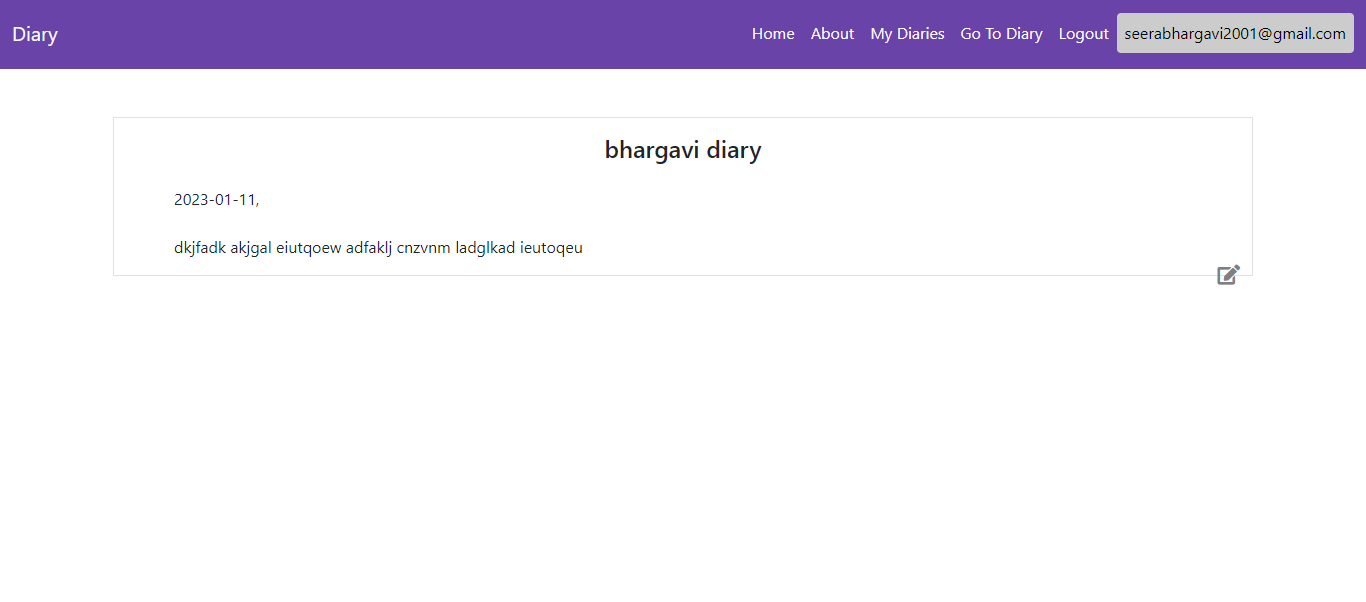 Diary
Home About My Diaries Go To Diary Logout seerabhargavi2001@gmail.com
bhargavi diary
2023-01-11,
dkjfadk akjgal eiutqoew adfaklj cnzvnm ladglkad ieutoqeu